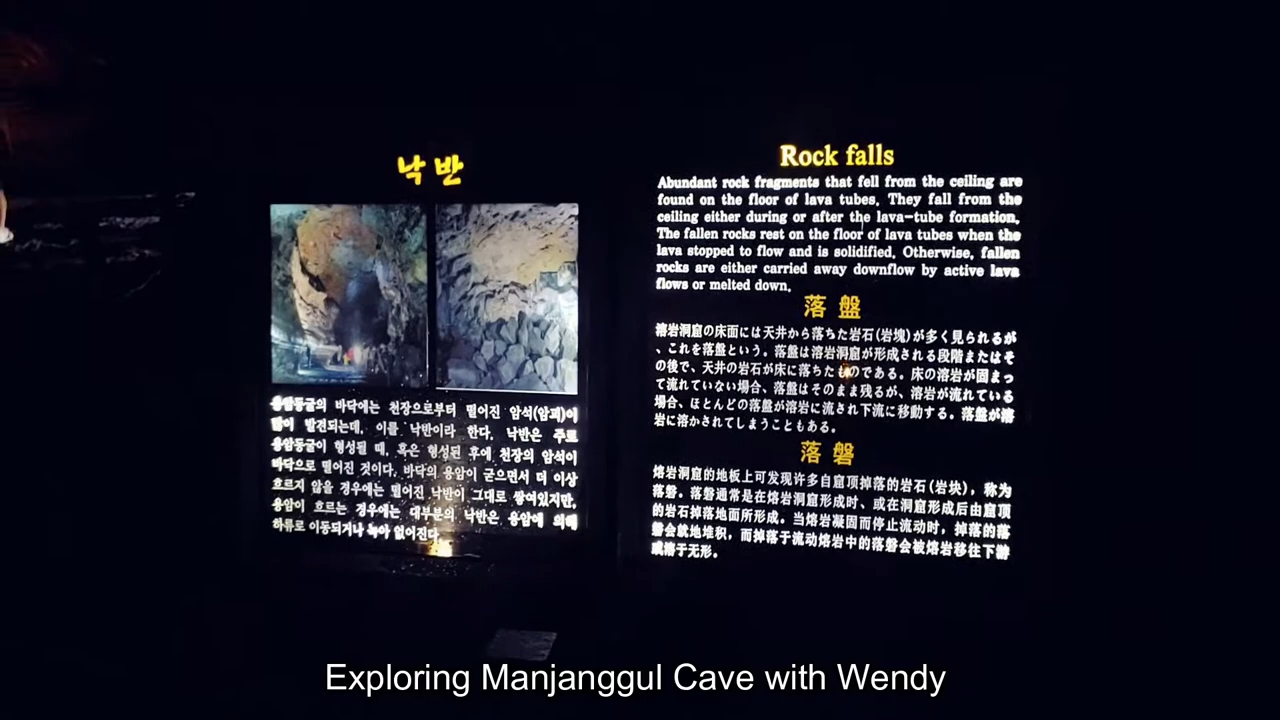 낙반
용암동굴의 바닥에는 천장으로부터 떨어진 암석(암괴)이
많이 발견되는데, 이를 낙반이라 한다. 낙반은 주로
용암동굴이 형성될 때, 혹은 형성된 후에 천장의 암석이
바닥으로 떨어진 것이다. 바닥의 용암이 굳으면서 더 이상
흐르지 않을 경우에는 떨어진 낙반이 그대로 쌓여있지만,
용암이 흐르는 경우에는 대부분의 낙반은 용암에 의해
하류로 이동되거나 녹아 없어진다.
Rock falls
Abundant rock fragments that fell from the ceiling are
found on the floor of lava tubes. They fall from the
ceiling either during or after the lava-tube formation.
The fallen rocks rest on the floor of lava tubes when the
lava stopped to flow and is solidified. Otherwise, fallen
rocks are either carried away downflow by active lava
flows or melted down.
落盤
溶岩洞窟の床面には天井から落ちた岩石(岩塊)が多く見られるが
、これを落盤という。落盤は溶岩洞窟が形成される段階またはそ
の後で、天井の岩石が床に落ちたものである。床の溶岩が固まっ
て流れていない場合、落盤はそのまま残るが、溶岩が流れている
場合、ほとんどの落盤が溶岩に流され下流に移動する。落盤が溶
岩に溶かされてしまうこともある。
落磐
熔岩洞窟的地板上可发现许多自窟顶掉落的岩石(岩块)，称为
落磐。落磐通常是在熔岩洞窟形成时、或在洞窟形成后由窟顶
的岩石掉落地面所形成。当熔岩凝固而停止流动时，掉落的落
磐会就地堆积，而掉落于流动熔岩中的落磐会被熔岩移往下游
或溶于无形。
Exploring Manjanggul Cave with Wendy